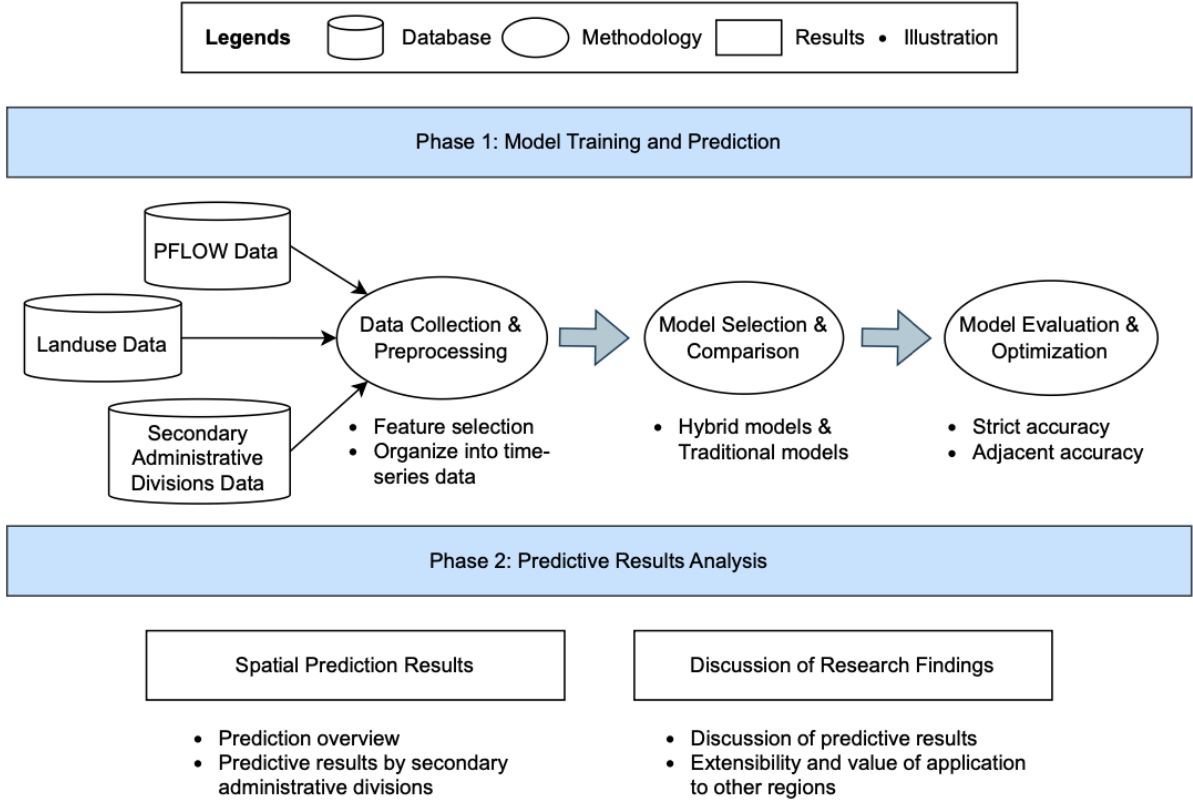 Legends Database Methodology Results • Illustration
Phase 1: Model Training and Prediction
PFLOW Data
Landuse Data
Secondary
Administrative
Divisions Data
Data Collection &
Preprocessing
• Feature selection
• Organize into time-
series data
Model Selection &
Comparison
• Hybrid models &
Traditional models
Model Evaluation &
Optimization
• Strict accuracy
• Adjacent accuracy
Phase 2: Predictive Results Analysis
Spatial Prediction Results
• Prediction overview
• Predictive results by secondary
administrative divisions
Discussion of Research Findings
• Discussion of predictive results
• Extensibility and value of application
to other regions